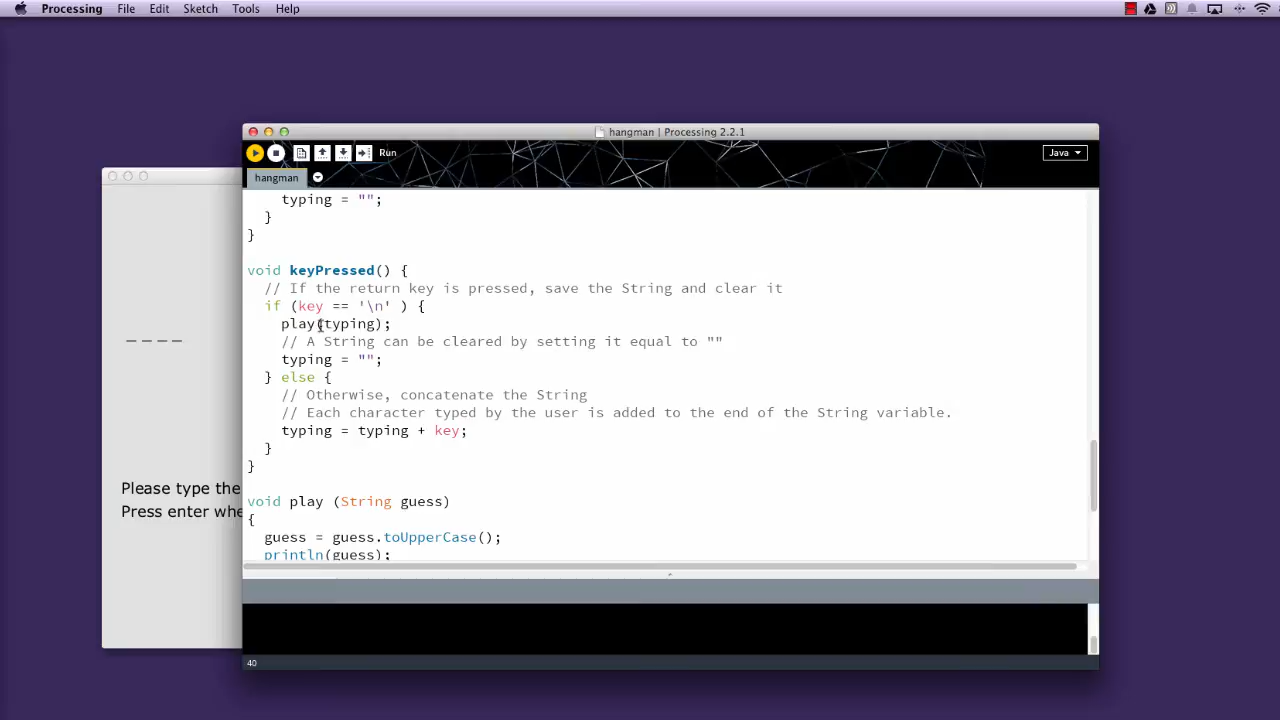 Processing File Edit Sketch Tools Help
hangman | Processing 2.2.1
Run
Java
hangman
typing = "";
}
}
void keyPressed() {
// If the return key is pressed, save the String and clear it
if (key == '\n' ) {
play(typing);
// A String can be cleared by setting it equal to ""
typing = "";
} else {
// Otherwise, concatenate the String
// Each character typed by the user is added to the end of the String variable.
typing = typing + key;
}
}
void play (String guess)
{
guess = guess.toUpperCase();
println(guess);
40
_ _ _ _
Please type the
Press enter whe